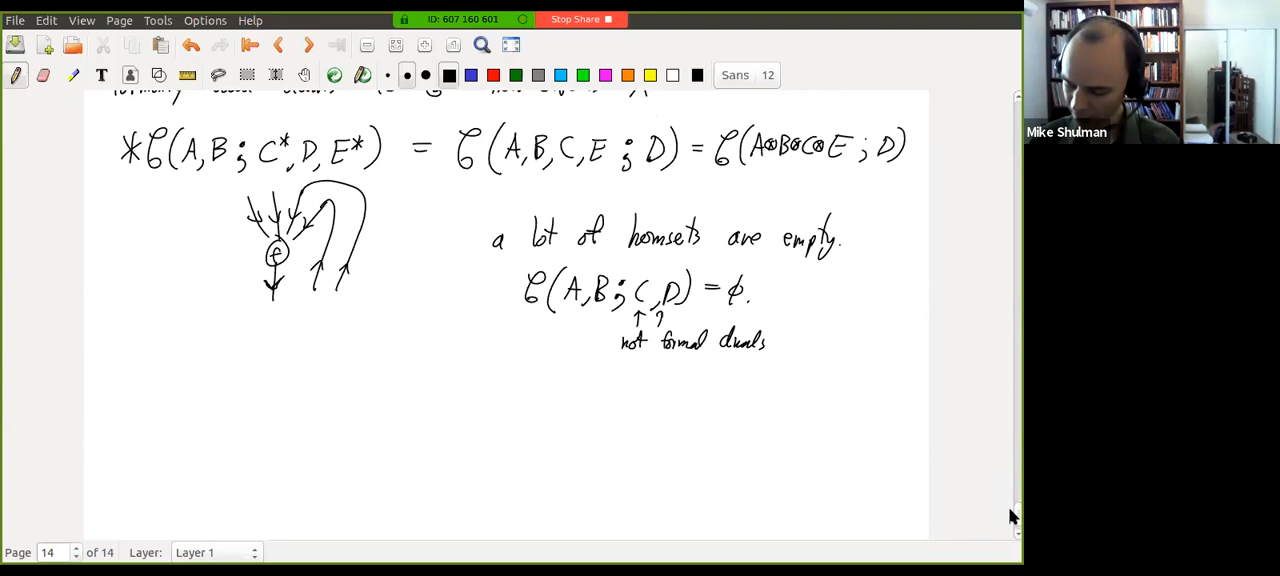 File Edit View Page Tools Options Help
ID: 607 160 601
Stop Share
Sans 12
Mike Shulman
*C(A, B ; C*, D, E*) = C(A, B, C, E ; D) = C(A⊗B⊗C⊗E ; D)
f
a lot of homsets are empty.
C(A, B ; C, D) = ∅.
↑ ↑
not formal duals
Page 14 of 14 Layer: Layer 1